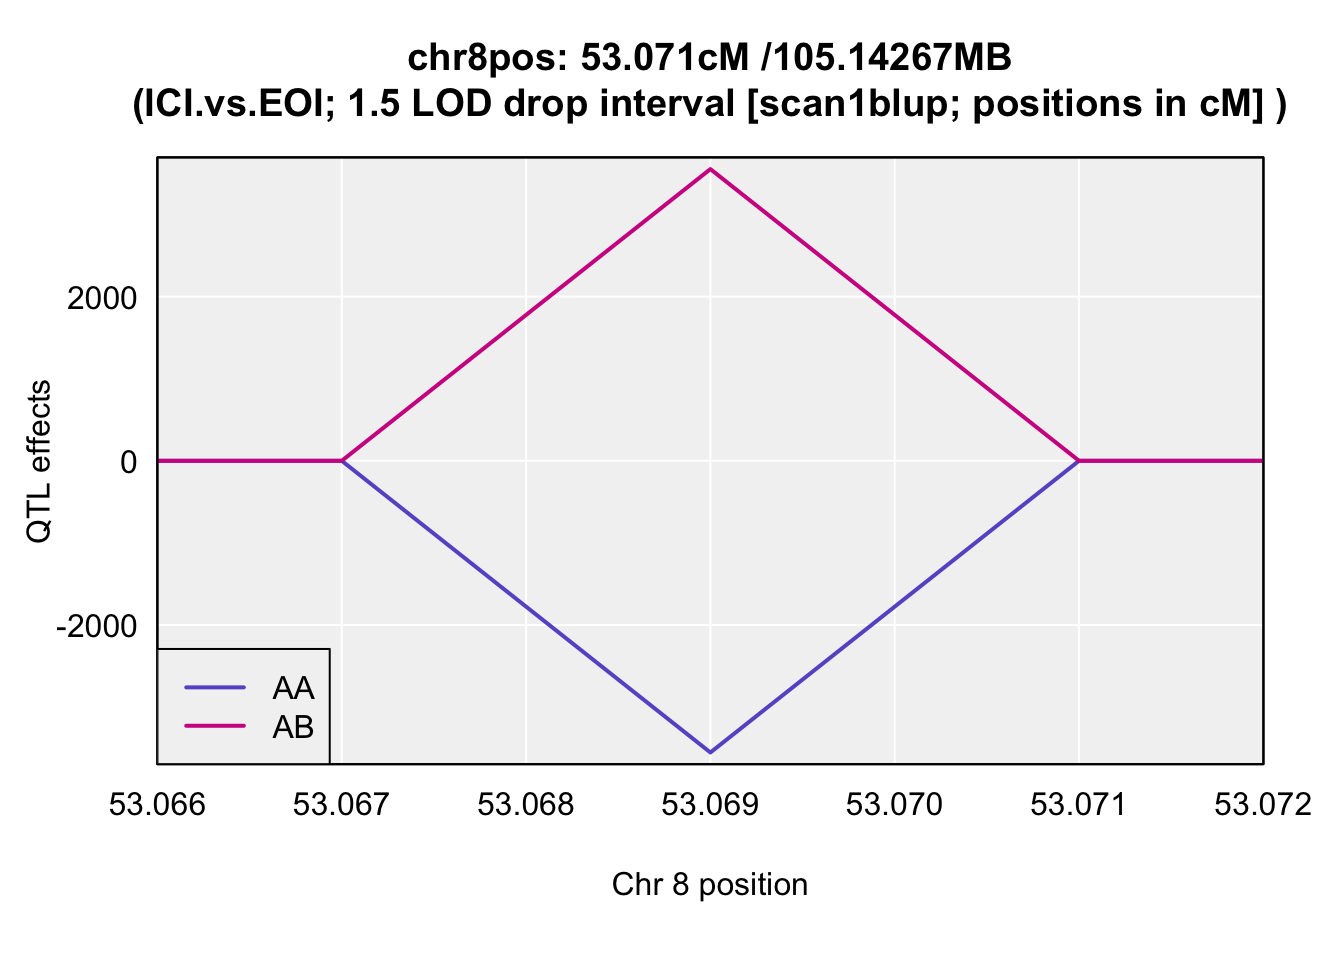 chr8pos: 53.071cM /105.14267MB
(ICI.vs.EOI; 1.5 LOD drop interval [scan1blup; positions in cM] )
QTL effects
2000
0
-2000
AA
AB
53.066 53.067 53.068 53.069 53.070 53.071 53.072
Chr 8 position